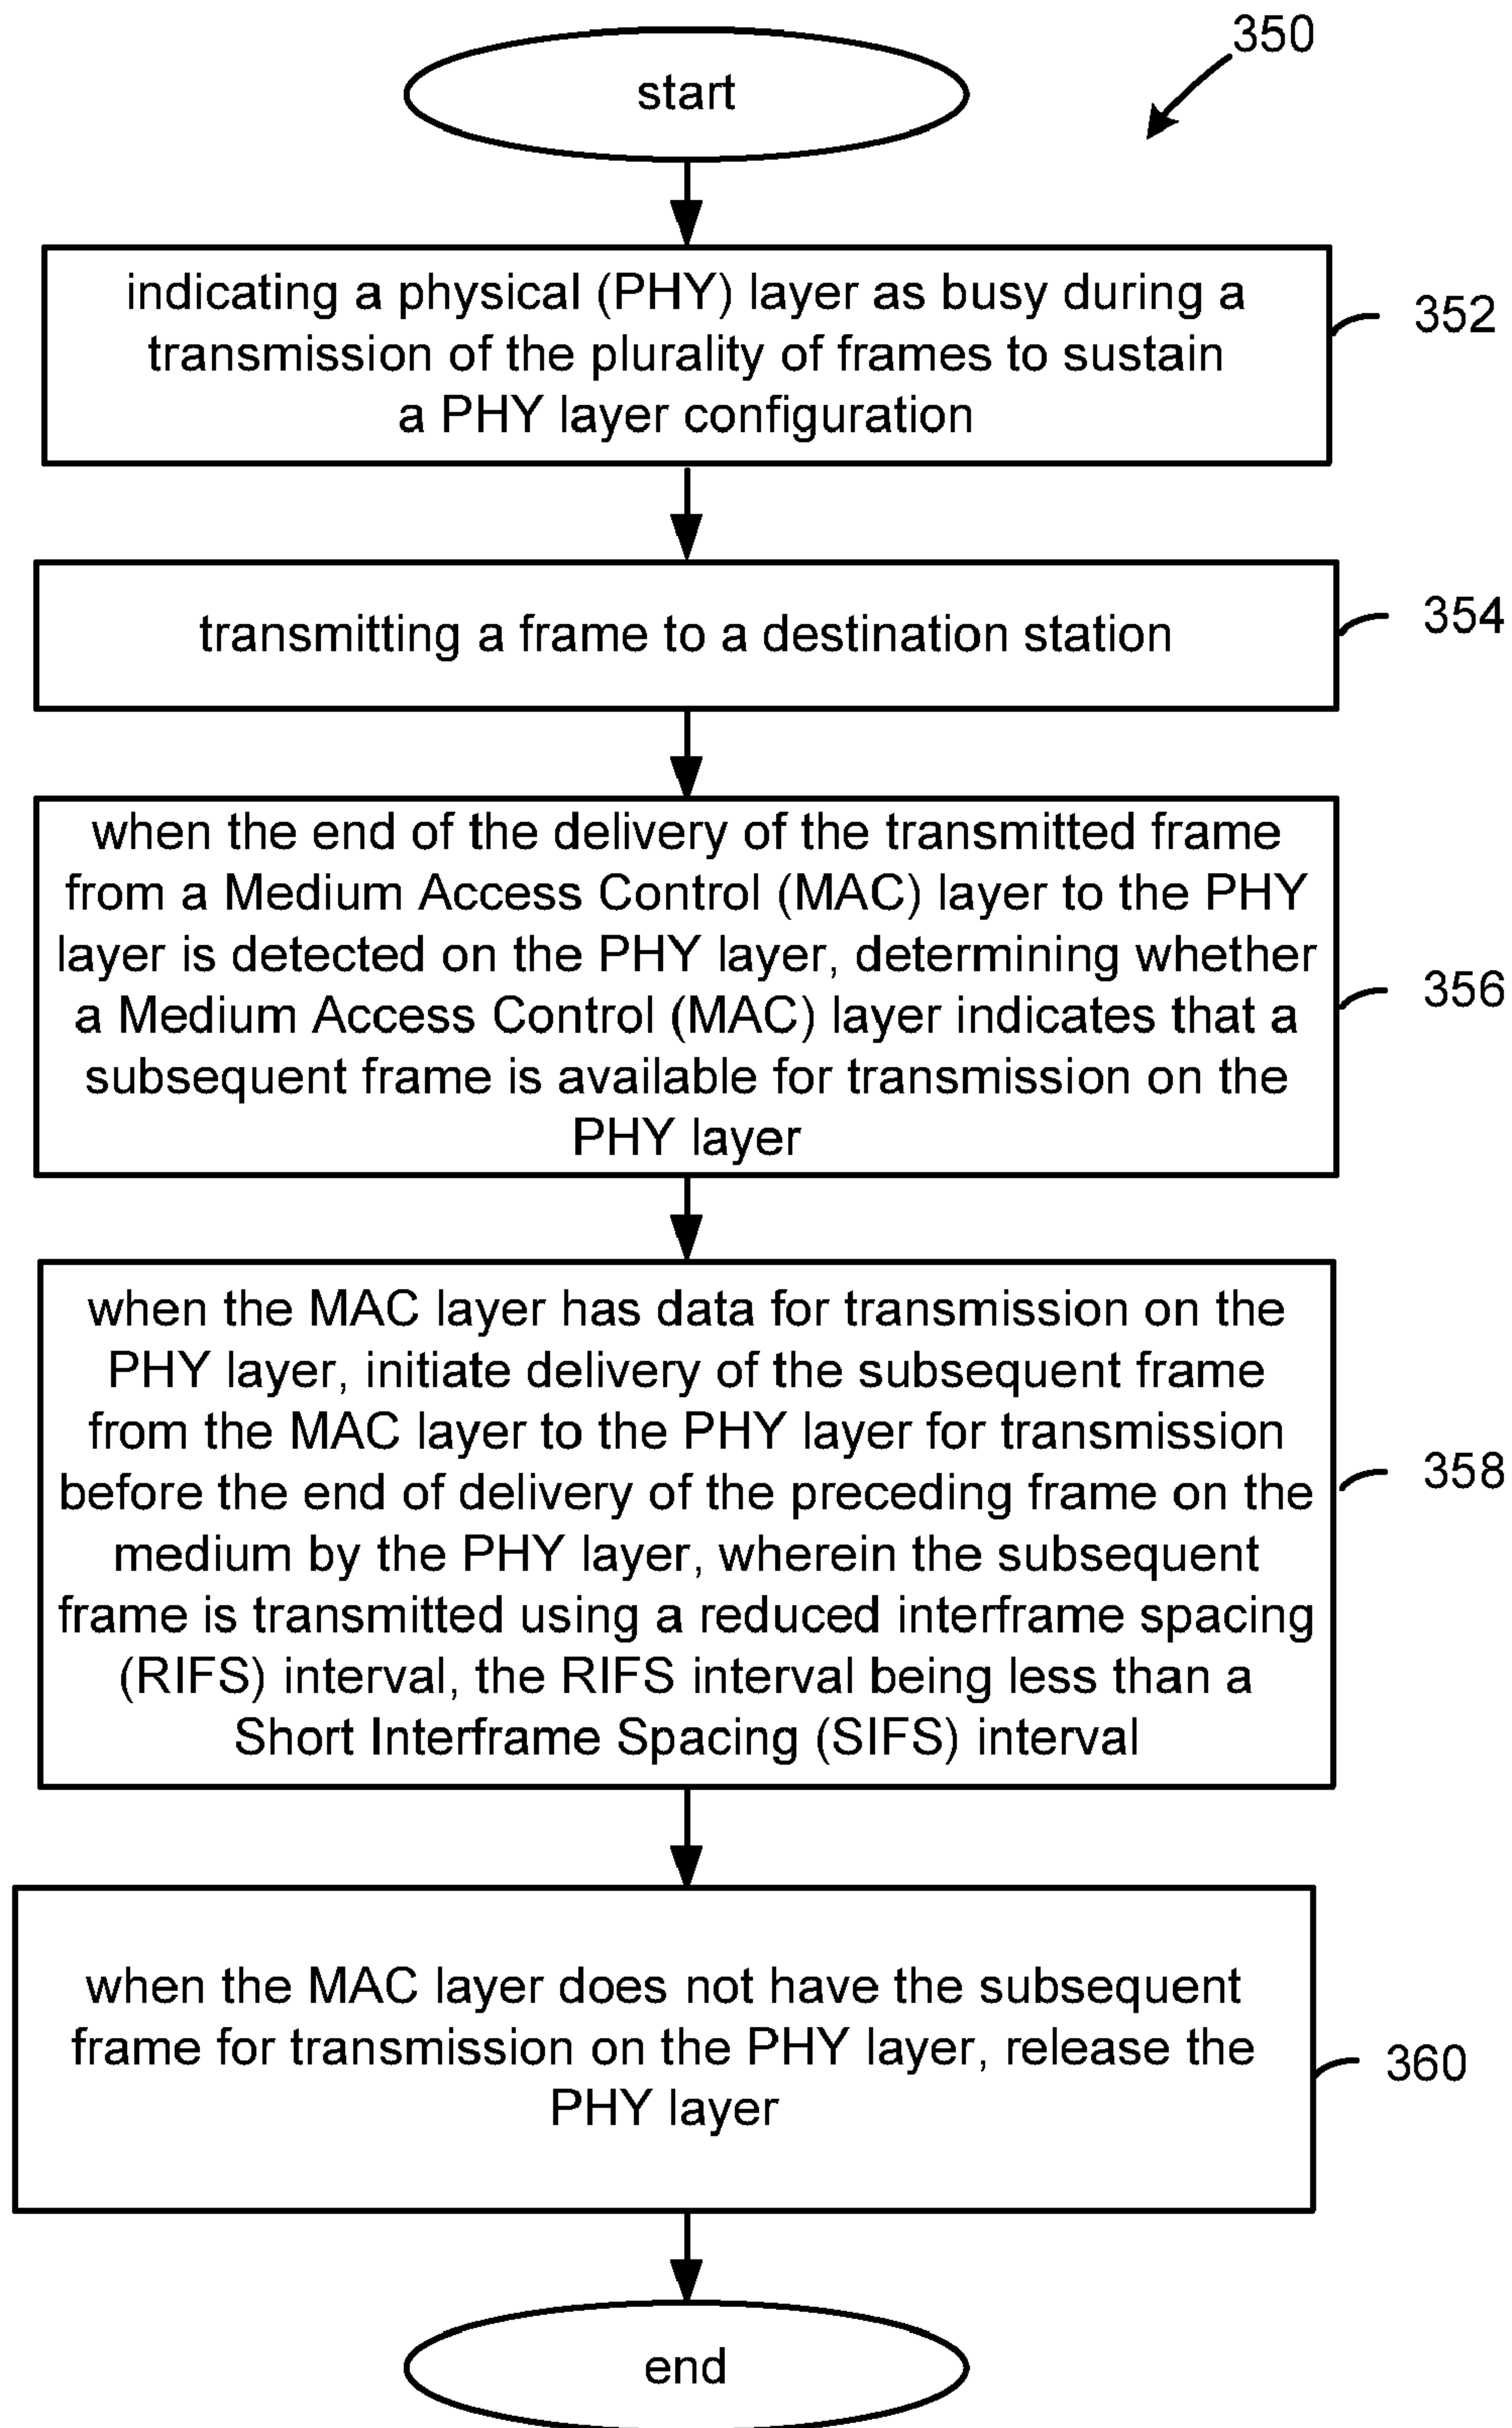 350
start
indicating a physical (PHY) layer as busy during a
transmission of the plurality of frames to sustain
a PHY layer configuration
352
transmitting a frame to a destination station
354
when the end of the delivery of the transmitted frame
from a Medium Access Control (MAC) layer to the PHY
layer is detected on the PHY layer, determining whether
a Medium Access Control (MAC) layer indicates that a
subsequent frame is available for transmission on the
PHY layer
356
when the MAC layer has data for transmission on the
PHY layer, initiate delivery of the subsequent frame
from the MAC layer to the PHY layer for transmission
before the end of delivery of the preceding frame on the
medium by the PHY layer, wherein the subsequent
frame is transmitted using a reduced interframe spacing
(RIFS) interval, the RIFS interval being less than a
Short Interframe Spacing (SIFS) interval
358
when the MAC layer does not have the subsequent
frame for transmission on the PHY layer, release the
PHY layer
360
end